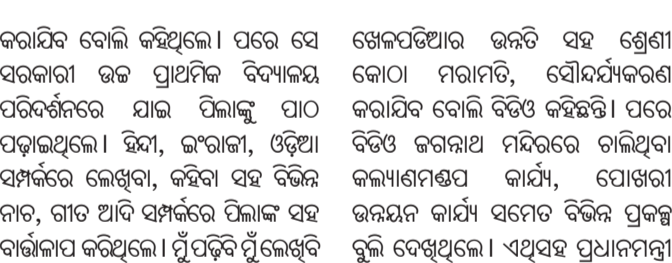 କରାଯିବ ବୋଲି କହିଥିଲେ। ପରେ ସେ
ସରକାରୀ ଉଚ୍ଚ ପ୍ରାଥମିକ ବିଦ୍ୟାଳୟ
ପରିଦର୍ଶନରେ ଯାଇ ପିଲାଙ୍କୁ ପାଠ
ପଢ଼ାଇଥିଲେ। ହିନ୍ଦୀ, ଇଂରାଜୀ, ଓଡ଼ିଆ
ସମ୍ପର୍କରେ ଲେଖିବା, କହିବା ସହ ବିଭିନ୍ନ
ନାଚ, ଗୀତ ଆଦି ସମ୍ପର୍କରେ ପିଲାଙ୍କ ସହ
ବାର୍ତ୍ତାଳାପ କରିଥିଲେ। ମୁଁ ପଢ଼ିବି ମୁଁ ଲେଖିବି
ଖେଳପଡିଆର ଉନ୍ନତି ସହ ଶ୍ରେଣୀ
କୋଠା ମରାମତି, ସୌନ୍ଦର୍ଯ୍ୟକରଣ
କରାଯିବ ବୋଲି ବିଡିଓ କହିଛନ୍ତି। ପରେ
ବିଡିଓ ଜଗନ୍ନାଥ ମନ୍ଦିରରେ ଚାଲିଥିବା
କଲ୍ୟାଣମଣ୍ଡପ କାର୍ଯ୍ୟ, ପୋଖରୀ
ଉନ୍ନୟନ କାର୍ଯ୍ୟ ସମେତ ବିଭିନ୍ନ ପ୍ରକଳ୍ପ
ବୁଲି ଦେଖିଥିଲେ। ଏଥିସହ ପ୍ରଧାନମନ୍ତ୍ରୀ